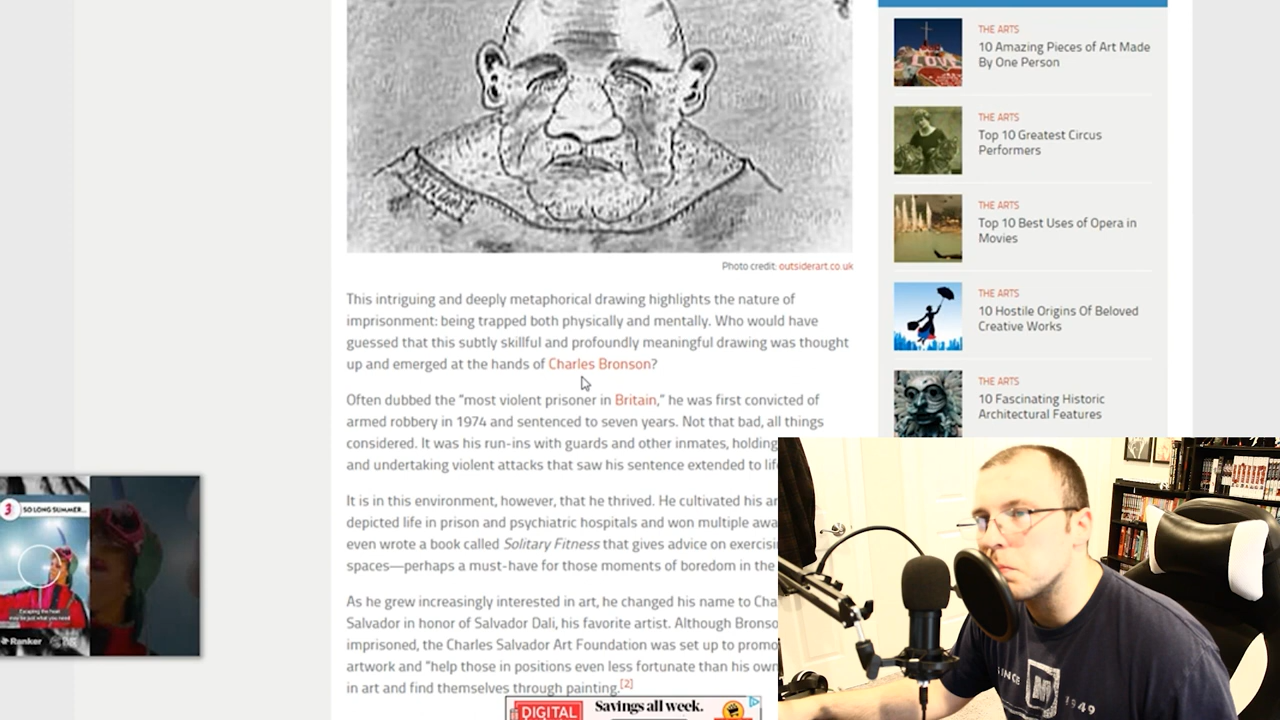 Photo credit: outsiderart.co.uk
This intriguing and deeply metaphorical drawing highlights the nature of
imprisonment: being trapped both physically and mentally. Who would have
guessed that this subtly skillful and profoundly meaningful drawing was thought
up and emerged at the hands of Charles Bronson?
Often dubbed the "most violent prisoner in Britain," he was first convicted of
armed robbery in 1974 and sentenced to seven years. Not that bad, all things
considered. It was his run-ins with guards and other inmates, holding
and undertaking violent attacks that saw his sentence extended to
It is in this environment, however, that he thrived. He cultivated his
depicted life in prison and psychiatric hospitals and won multiple
even wrote a book called Solitary Fitness that gives advice on
spaces—perhaps a must-have for those moments of boredom in the
As he grew increasingly interested in art, he changed his name to
Salvador in honor of Salvador Dali, his favorite artist. Although
imprisoned, the Charles Salvador Art Foundation was set up to
artwork and "help those in positions even less fortunate than his own
in art and find themselves through painting.[2]
THE ARTS
10 Amazing Pieces of Art Made
By One Person
THE ARTS
Top 10 Greatest Circus
Performers
THE ARTS
Top 10 Best Uses of Opera in
Movies
THE ARTS
10 Hostile Origins Of Beloved
Creative Works
THE ARTS
10 Fascinating Historic
Architectural Features
3
SO LONG SUMMER...
Escaping the heat
may be just what you need
Ranker
DIGITAL
Savings all week.
SINCE
1949